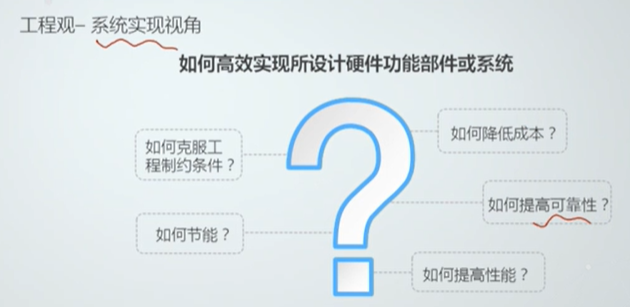 工程观– 系统实现视角
如何高效实现所设计硬件功能部件或系统
如何克服工
程制约条件？
如何降低成本？
如何提高可靠性？
如何节能？
如何提高性能？